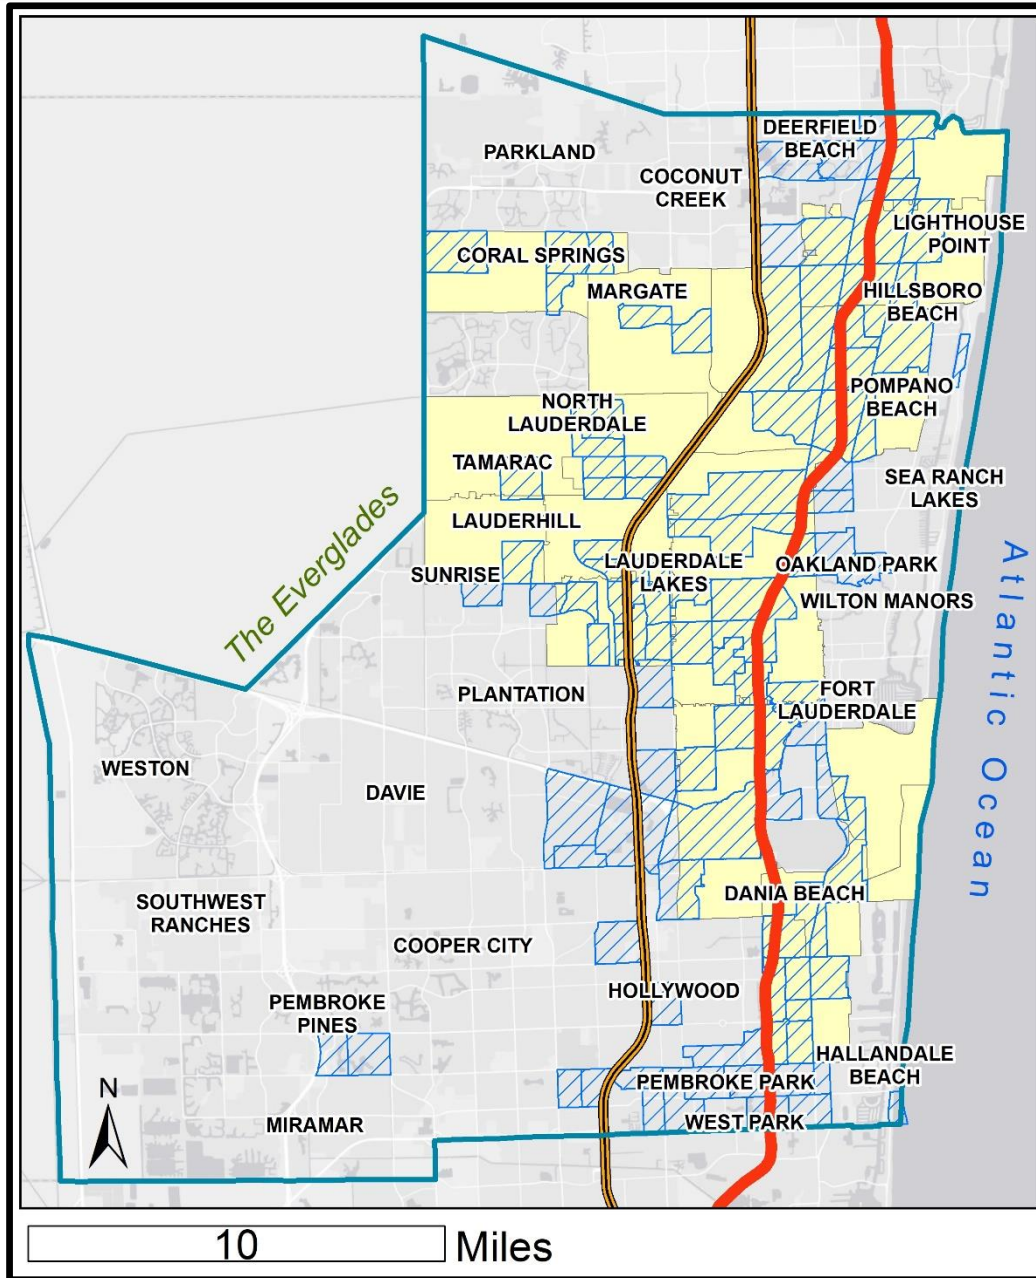 DEERFIELD
BEACH
PARKLAND
COCONUT
CREEK
LIGHTHOUSE
POINT
CORAL SPRINGS
MARGATE
HILLSBORO
BEACH
POMPANO
BEACH
NORTH
LAUDERDALE
TAMARAC
SEA RANCH
LAKES
LAUDERHILL
The Everglades
SUNRISE
LAUDERDALE
LAKES
OAKLAND PARK
WILTON MANORS
Atlantic Ocean
PLANTATION
FORT
LAUDERDALE
WESTON
DAVIE
SOUTHWEST
RANCHES
DANIA BEACH
COOPER CITY
HOLLYWOOD
PEMBROKE
PINES
HALLANDALE
BEACH
PEMBROKE PARK
N
MIRAMAR
WEST PARK
10
Miles